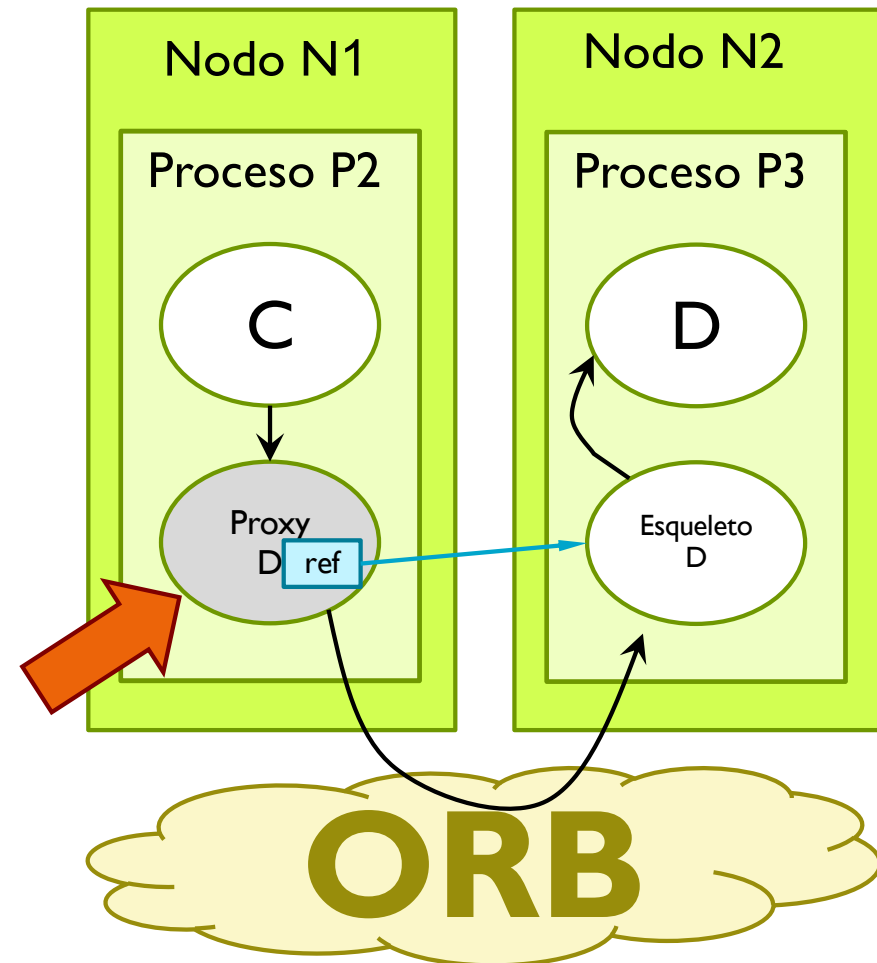 Nodo N1
Proceso P2
C
Proxy
D
ref
Nodo N2
Proceso P3
D
Esqueleto
D
ORB